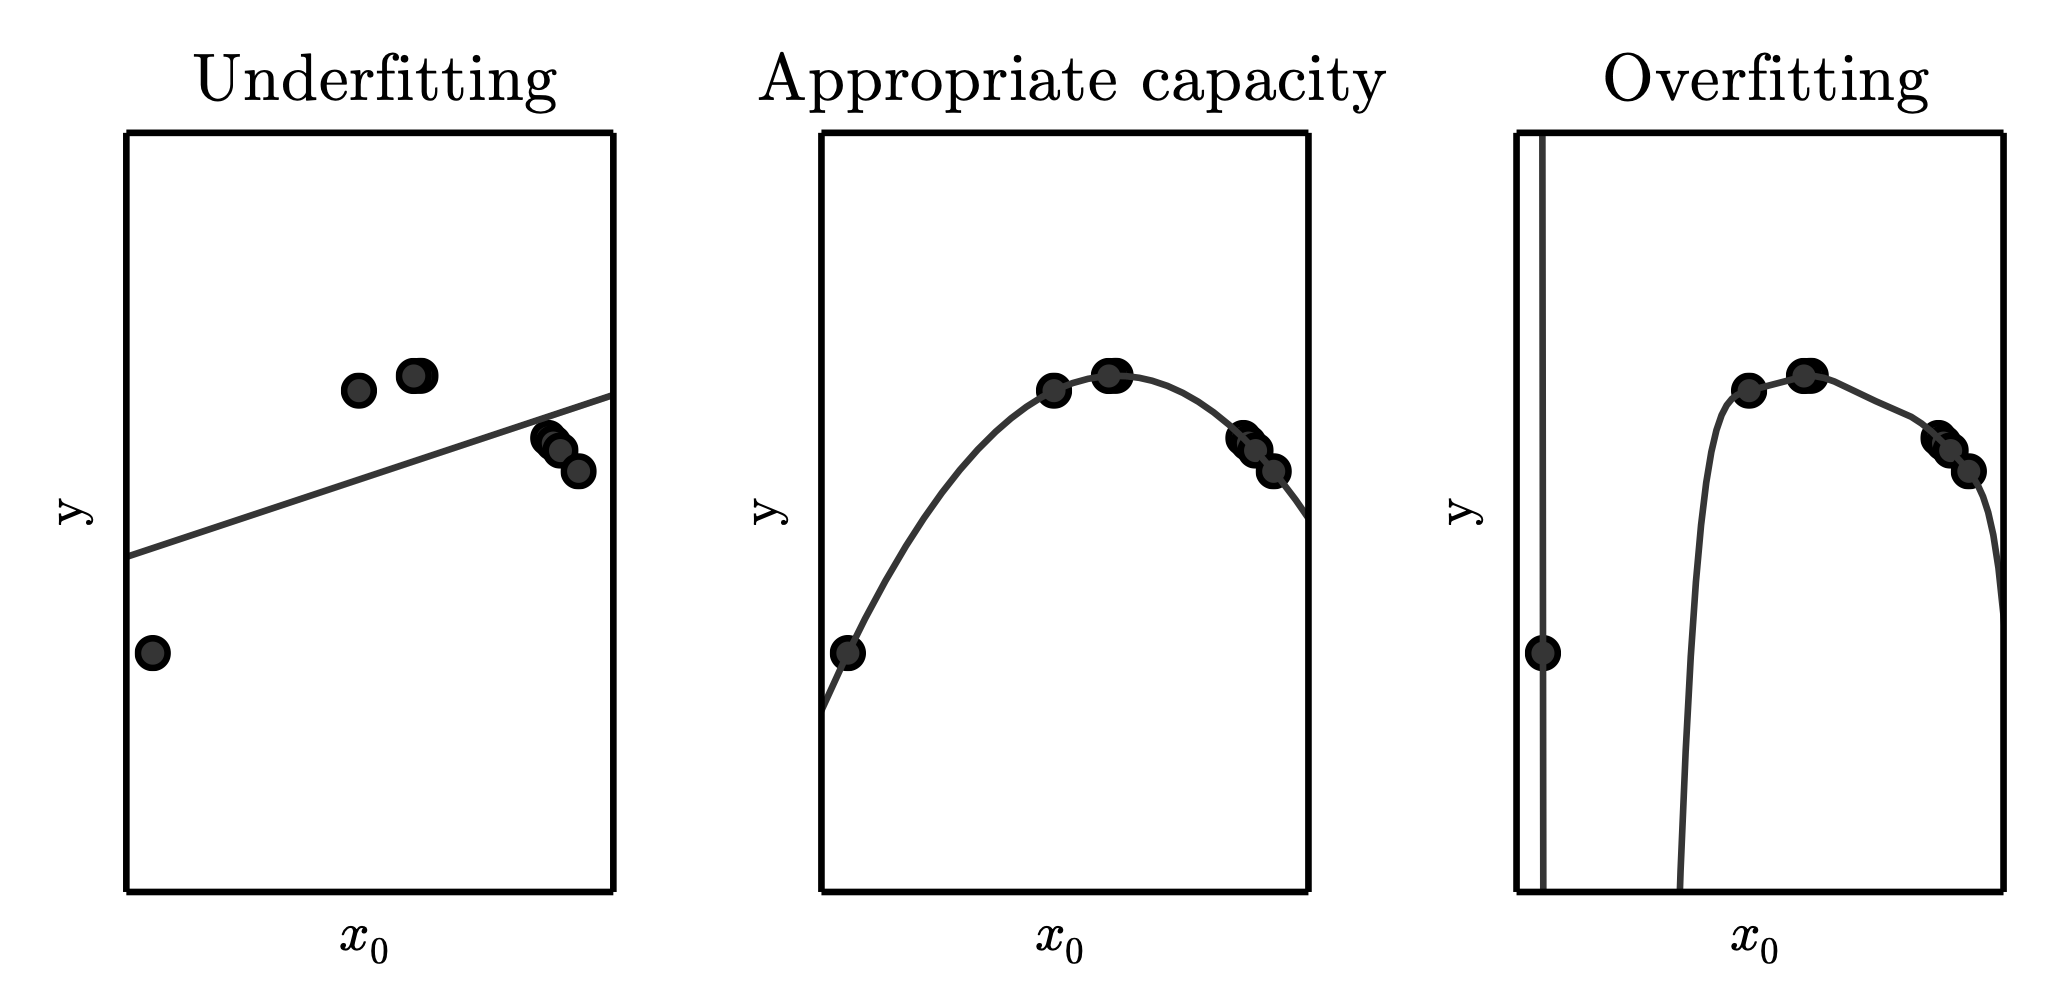 Underfitting
Appropriate capacity
Overfitting
y
y
y
x₀
x₀
x₀